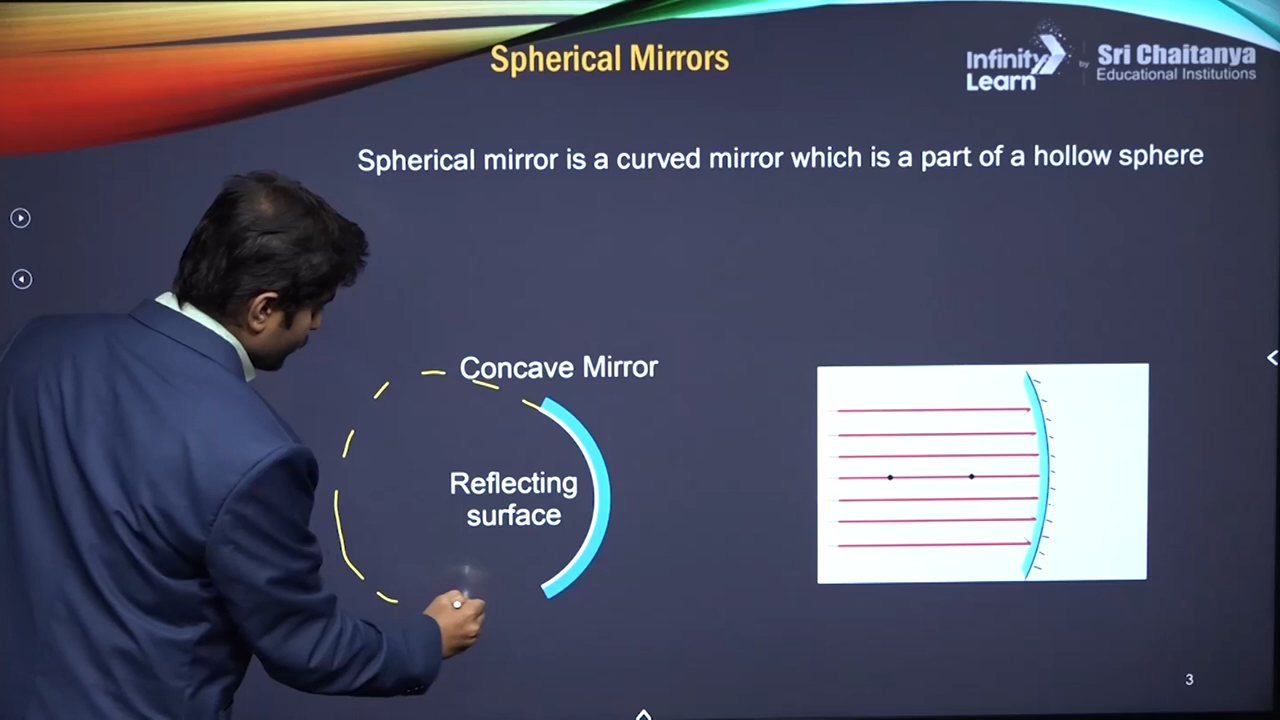 Spherical Mirrors
Infinity
Learn
by
Sri Chaitanya
Educational Institutions
Spherical mirror is a curved mirror which is a part of a hollow sphere
Concave Mirror
Reflecting
surface
3